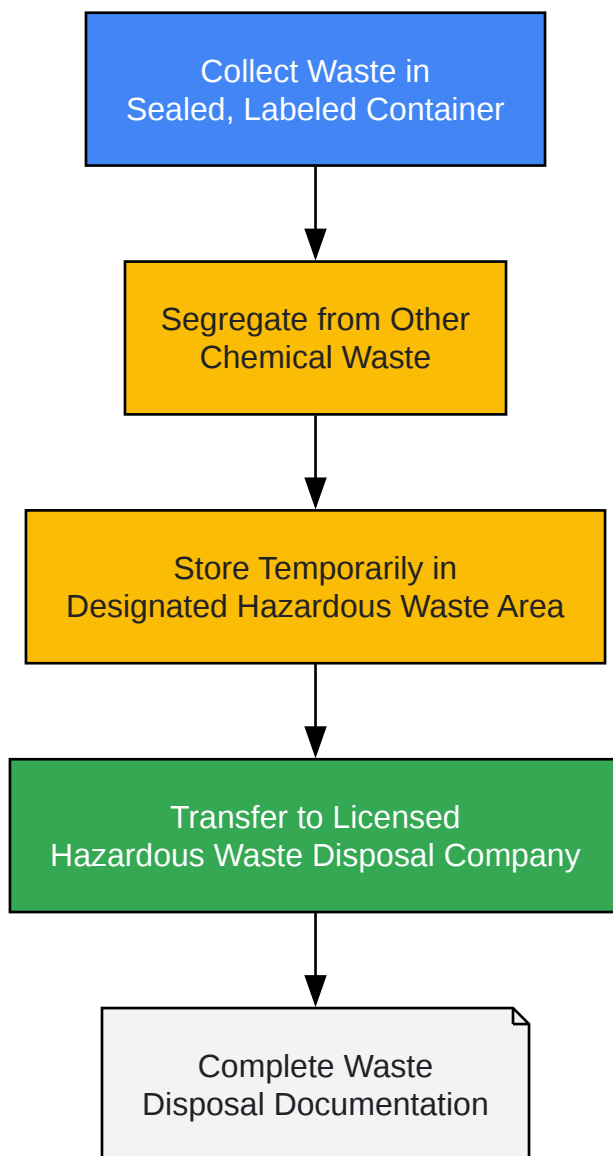 Collect Waste in
Sealed, Labeled Container
Segregate from Other
Chemical Waste
Store Temporarily in
Designated Hazardous Waste Area
Transfer to Licensed
Hazardous Waste Disposal Company
Complete Waste
Disposal Documentation